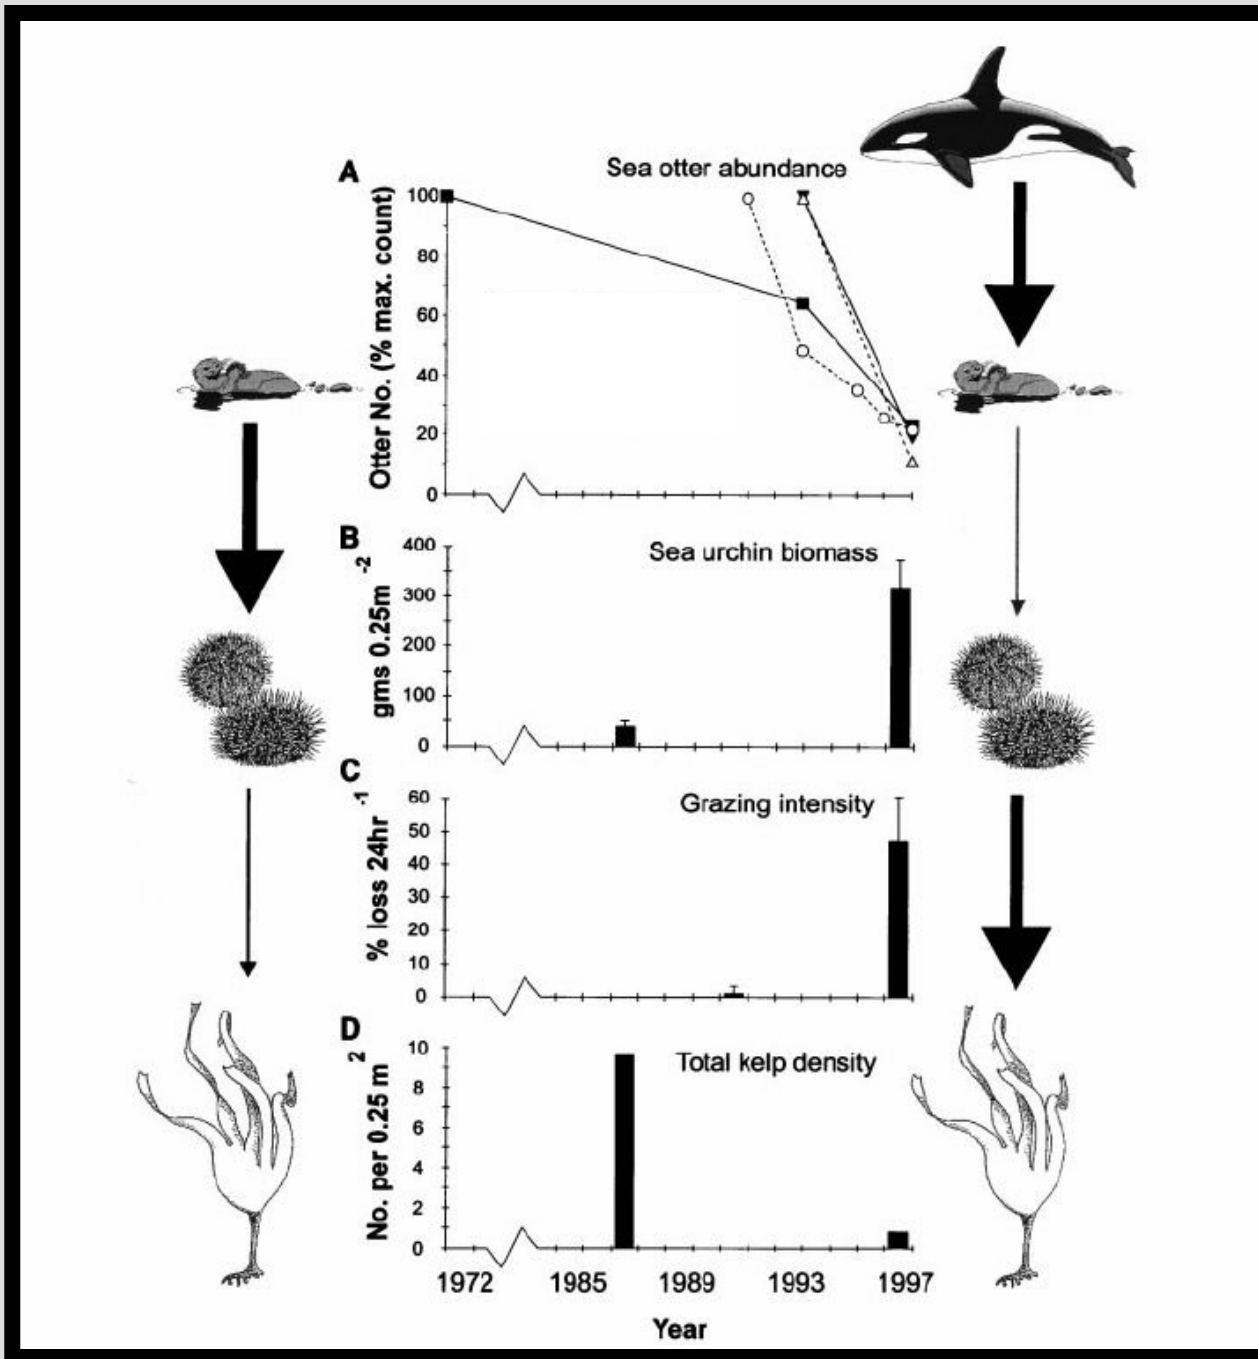 A
Sea otter abundance
Otter No. (% max. count)
100
80
60
40
20
0
B
Sea urchin biomass
gms 0.25m -2
400
300
200
100
0
C
Grazing intensity
% loss 24hr -1
60
50
40
30
20
10
0
D
Total kelp density
No. per 0.25 m 2
10
8
6
4
2
0
1972 1985 1989 1993 1997
Year